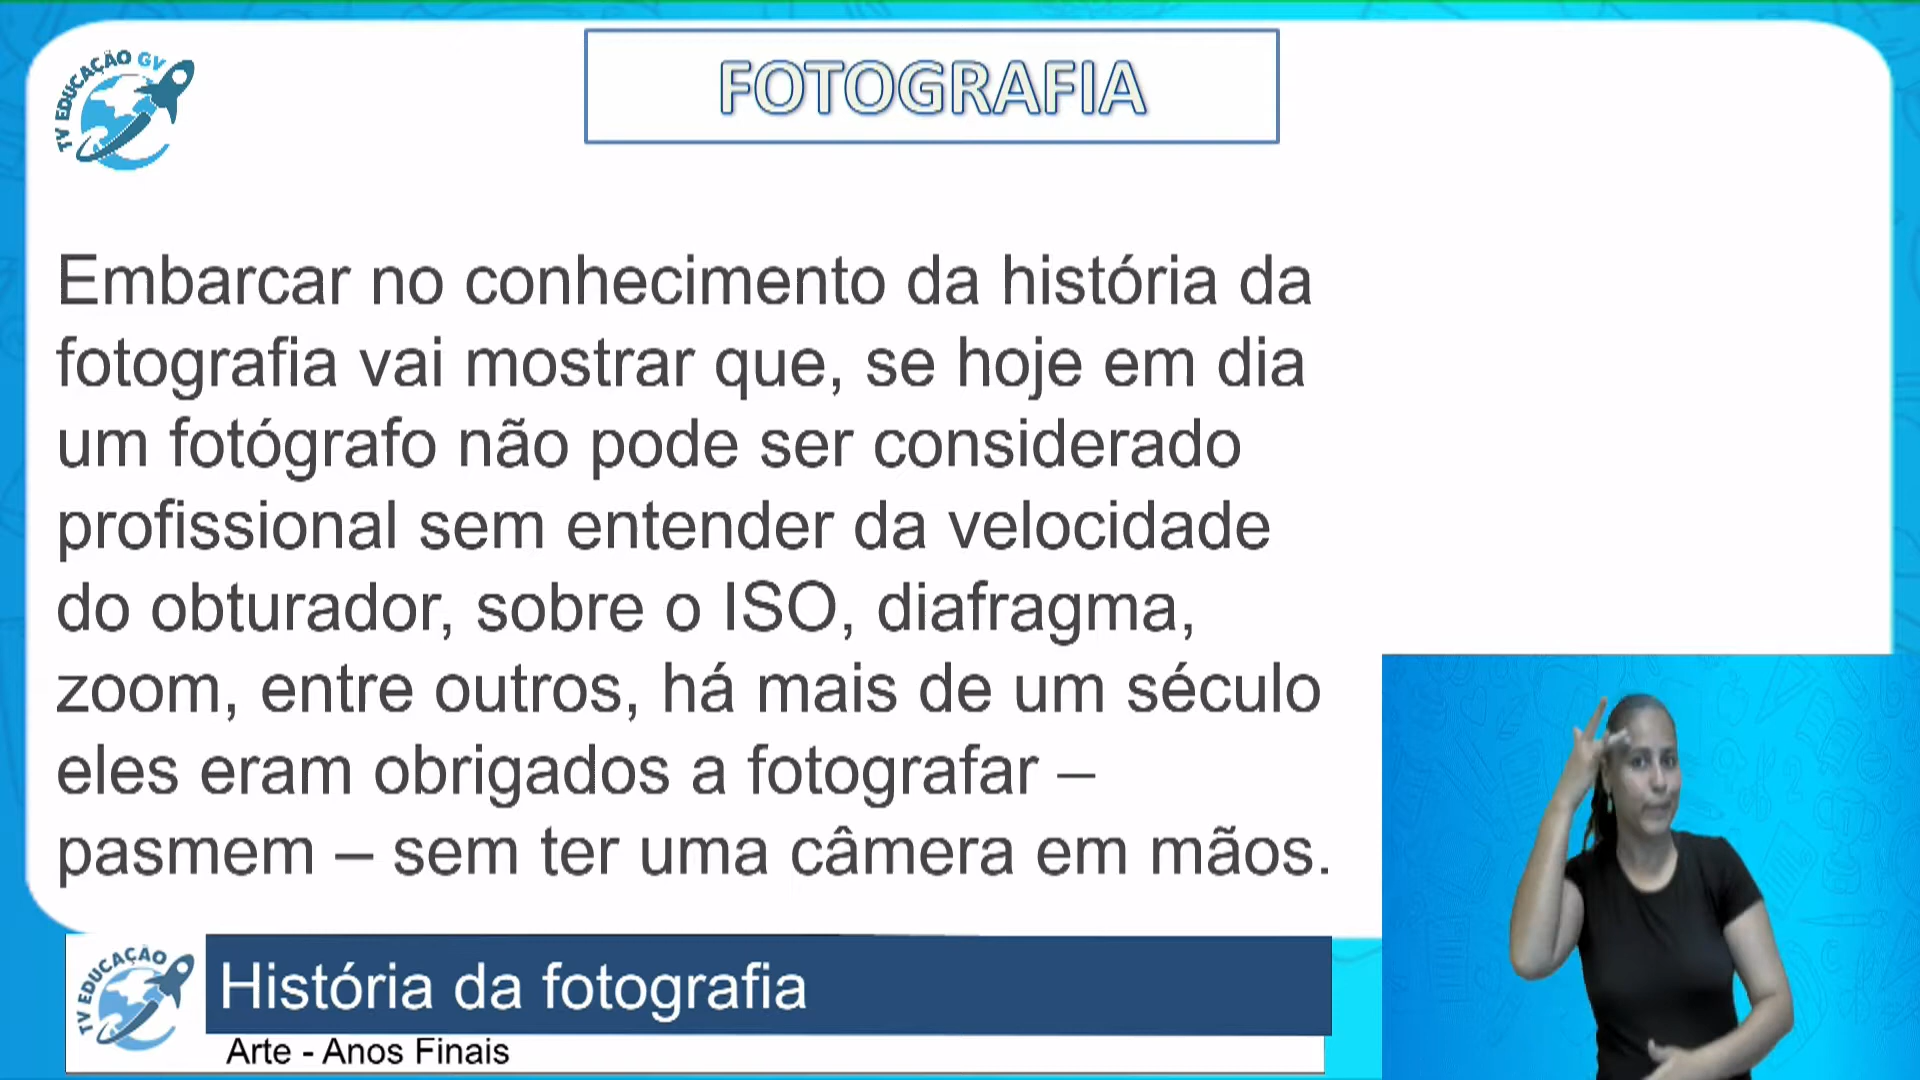 TV EDUCAÇÃO GV
FOTOGRAFIA
Embarcar no conhecimento da história da
fotografia vai mostrar que, se hoje em dia
um fotógrafo não pode ser considerado
profissional sem entender da velocidade
do obturador, sobre o ISO, diafragma,
zoom, entre outros, há mais de um século
eles eram obrigados a fotografar –
pasmem – sem ter uma câmera em mãos.
TV EDUCAÇÃO
História da fotografia
Arte - Anos Finais